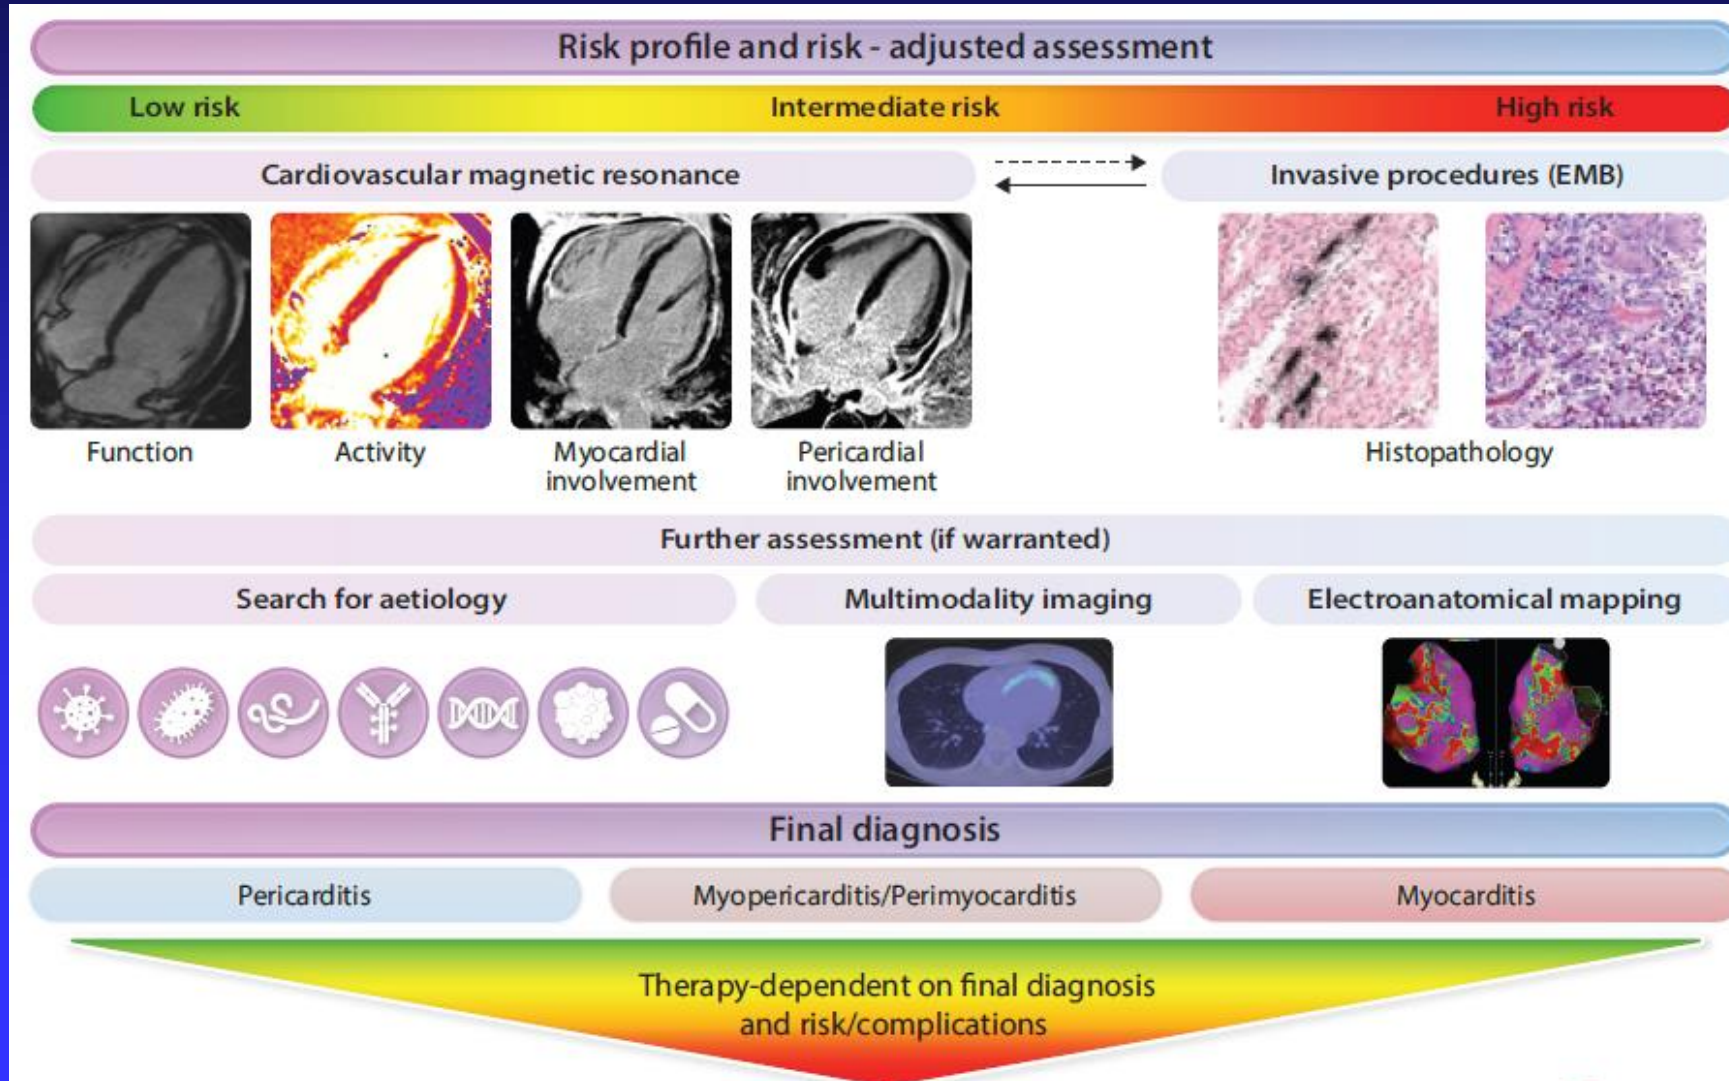 Risk profile and risk - adjusted assessment
Low risk
Intermediate risk
High risk
Cardiovascular magnetic resonance
Invasive procedures (EMB)
Function
Activity
Myocardial
involvement
Pericardial
involvement
Histopathology
Further assessment (if warranted)
Search for aetiology
Multimodality imaging
Electroanatomical mapping
Final diagnosis
Pericarditis
Myopericarditis/Perimyocarditis
Myocarditis
Therapy-dependent on final diagnosis
and risk/complications